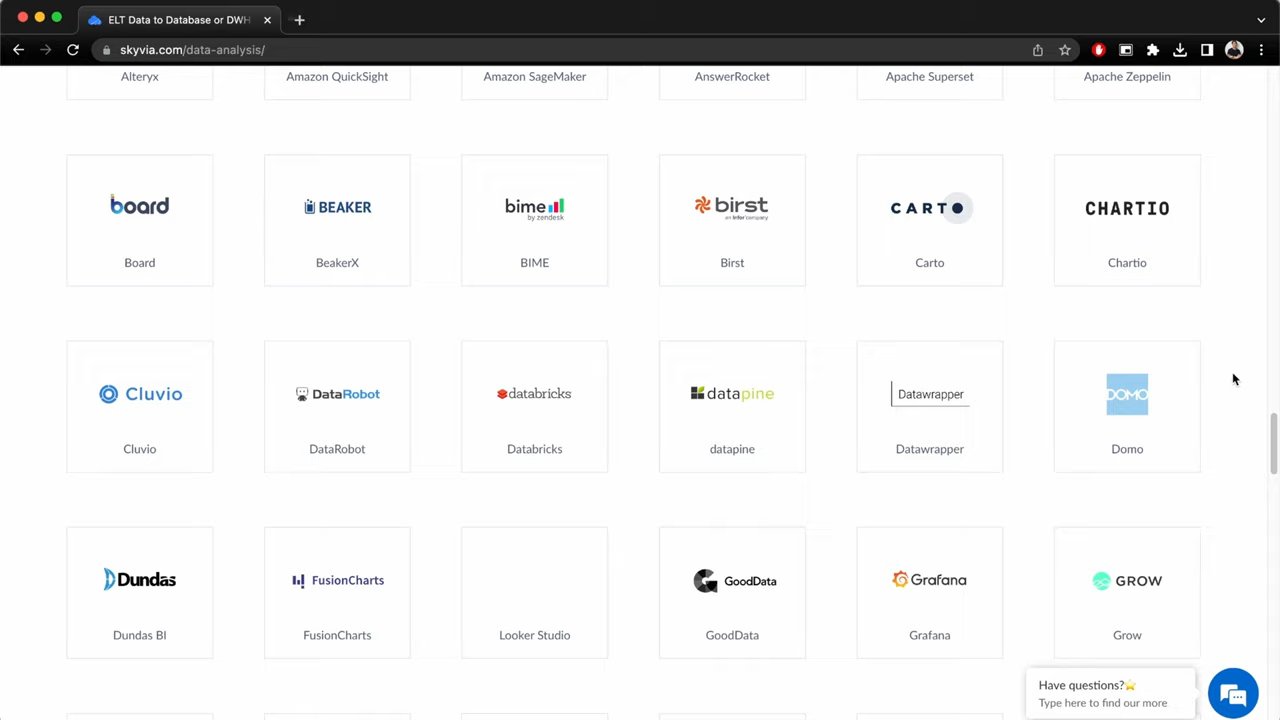 ELT Data to Database or DWH
skyvia.com/data-analysis/
Alteryx
Amazon QuickSight
Amazon SageMaker
AnswerRocket
Apache Superset
Apache Zeppelin
board
BEAKER
bime
by zendesk
birst
an infor company
CARTO
CHARTIO
Board
BeakerX
BIME
Birst
Carto
Chartio
Cluvio
DataRobot
databricks
datapine
Datawrapper
DOMO
Cluvio
DataRobot
Databricks
datapine
Datawrapper
Domo
Dundas
FusionCharts
GoodData
Grafana
GROW
Dundas BI
FusionCharts
Looker Studio
GoodData
Grafana
Grow
Have questions?⭐
Type here to find our more